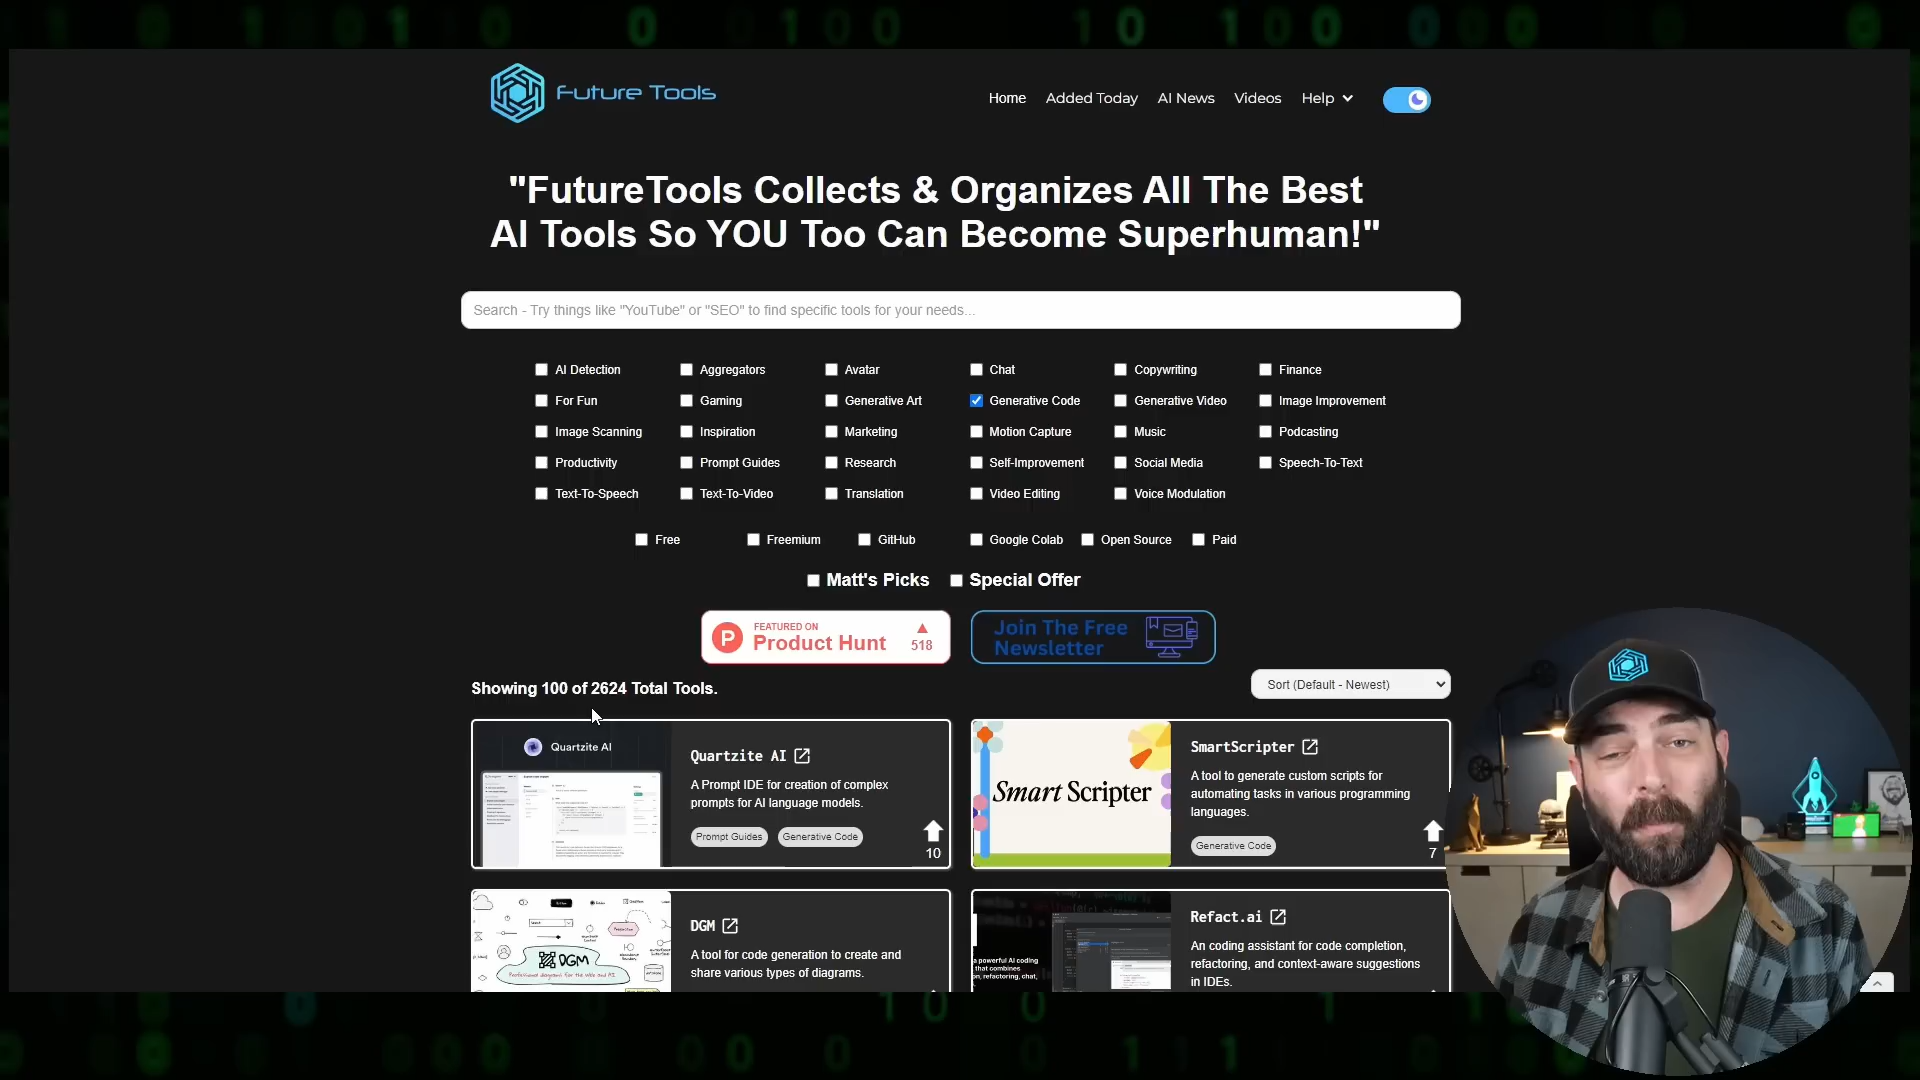 Future Tools
Home Added Today AI News Videos Help
"FutureTools Collects & Organizes All The Best
AI Tools So YOU Too Can Become Superhuman!"
Search - Try things like "YouTube" or "SEO" to find specific tools for your needs...
AI Detection Aggregators Avatar Chat Copywriting Finance
For Fun Gaming Generative Art Generative Code Generative Video Image Improvement
Image Scanning Inspiration Marketing Motion Capture Music Podcasting
Productivity Prompt Guides Research Self-Improvement Social Media Speech-To-Text
Text-To-Speech Text-To-Video Translation Video Editing Voice Modulation
Free Freemium GitHub Google Colab Open Source Paid
Matt's Picks Special Offer
P FEATURED ON
Product Hunt 518
Join The Free
Newsletter
Showing 100 of 2624 Total Tools.
Sort (Default - Newest)
Quartzite AI
Quartzite AI
A Prompt IDE for creation of complex
prompts for AI language models.
Prompt Guides Generative Code
10
Smart Scripter
SmartScripter
A tool to generate custom scripts for
automating tasks in various programming
languages.
Generative Code
7
DGM
Professional diagrams for the web and AI
DGM
A tool for code generation to create and
share various types of diagrams.
a powerful AI coding
that combines
on, refactoring, chat,
Refact.ai
An coding assistant for code completion,
refactoring, and context-aware suggestions
in IDEs.